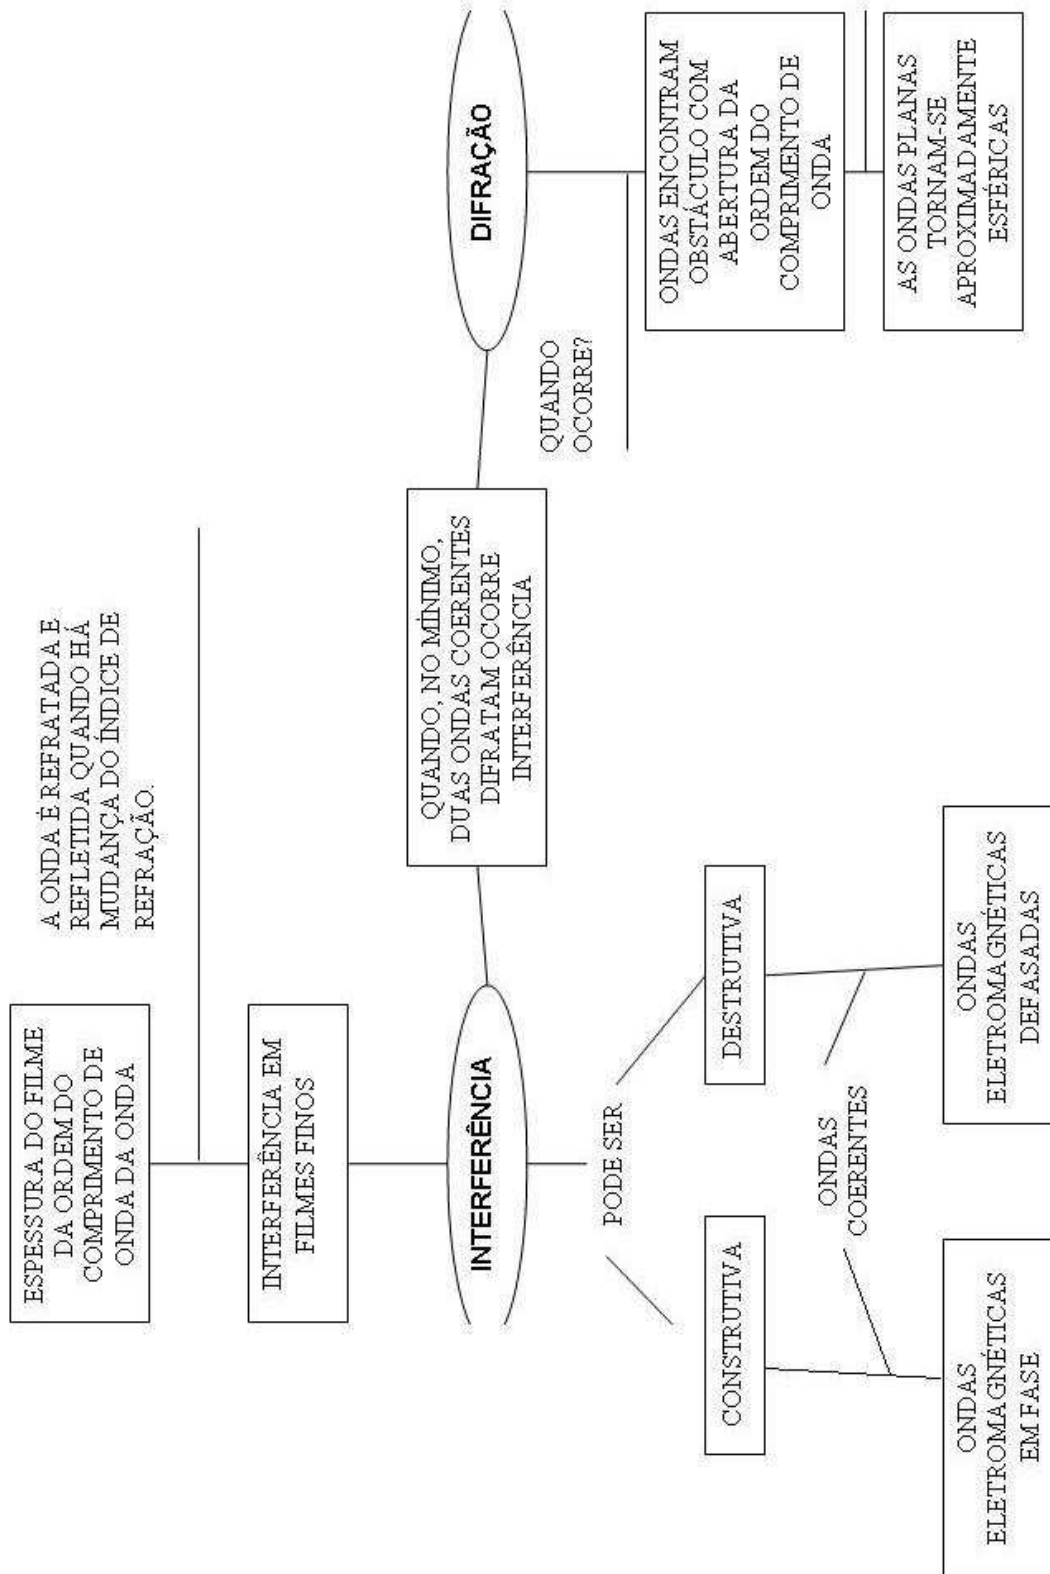 ESPESSURA DO FILME
DA ORDEM DO
COMPRIMENTO DE
ONDA DA ONDA
A ONDA É REFRATADA E
REFLETIDA QUANDO HÁ
MUDANÇA DO ÍNDICE DE
REFRAÇÃO.
INTERFERÊNCIA EM
FILMES FINOS
INTERFERÊNCIA
QUANDO, NO MÍNIMO,
DUAS ONDAS COERENTES
DIFRATAM OCORRE
INTERFERÊNCIA
DIFRAÇÃO
QUANDO
OCORRE?
ONDAS ENCONTRAM
OBSTÁCULO COM
ABERTURA DA
ORDEM DO
COMPRIMENTO DE
ONDA
AS ONDAS PLANAS
TORNAM-SE
APROXIMADAMENTE
ESFÉRICAS
PODE SER
CONSTRUTIVA
DESTRUTIVA
ONDAS
COERENTES
ONDAS
ELETROMAGNÉTICAS
EM FASE
ONDAS
ELETROMAGNÉTICAS
DEFASADAS